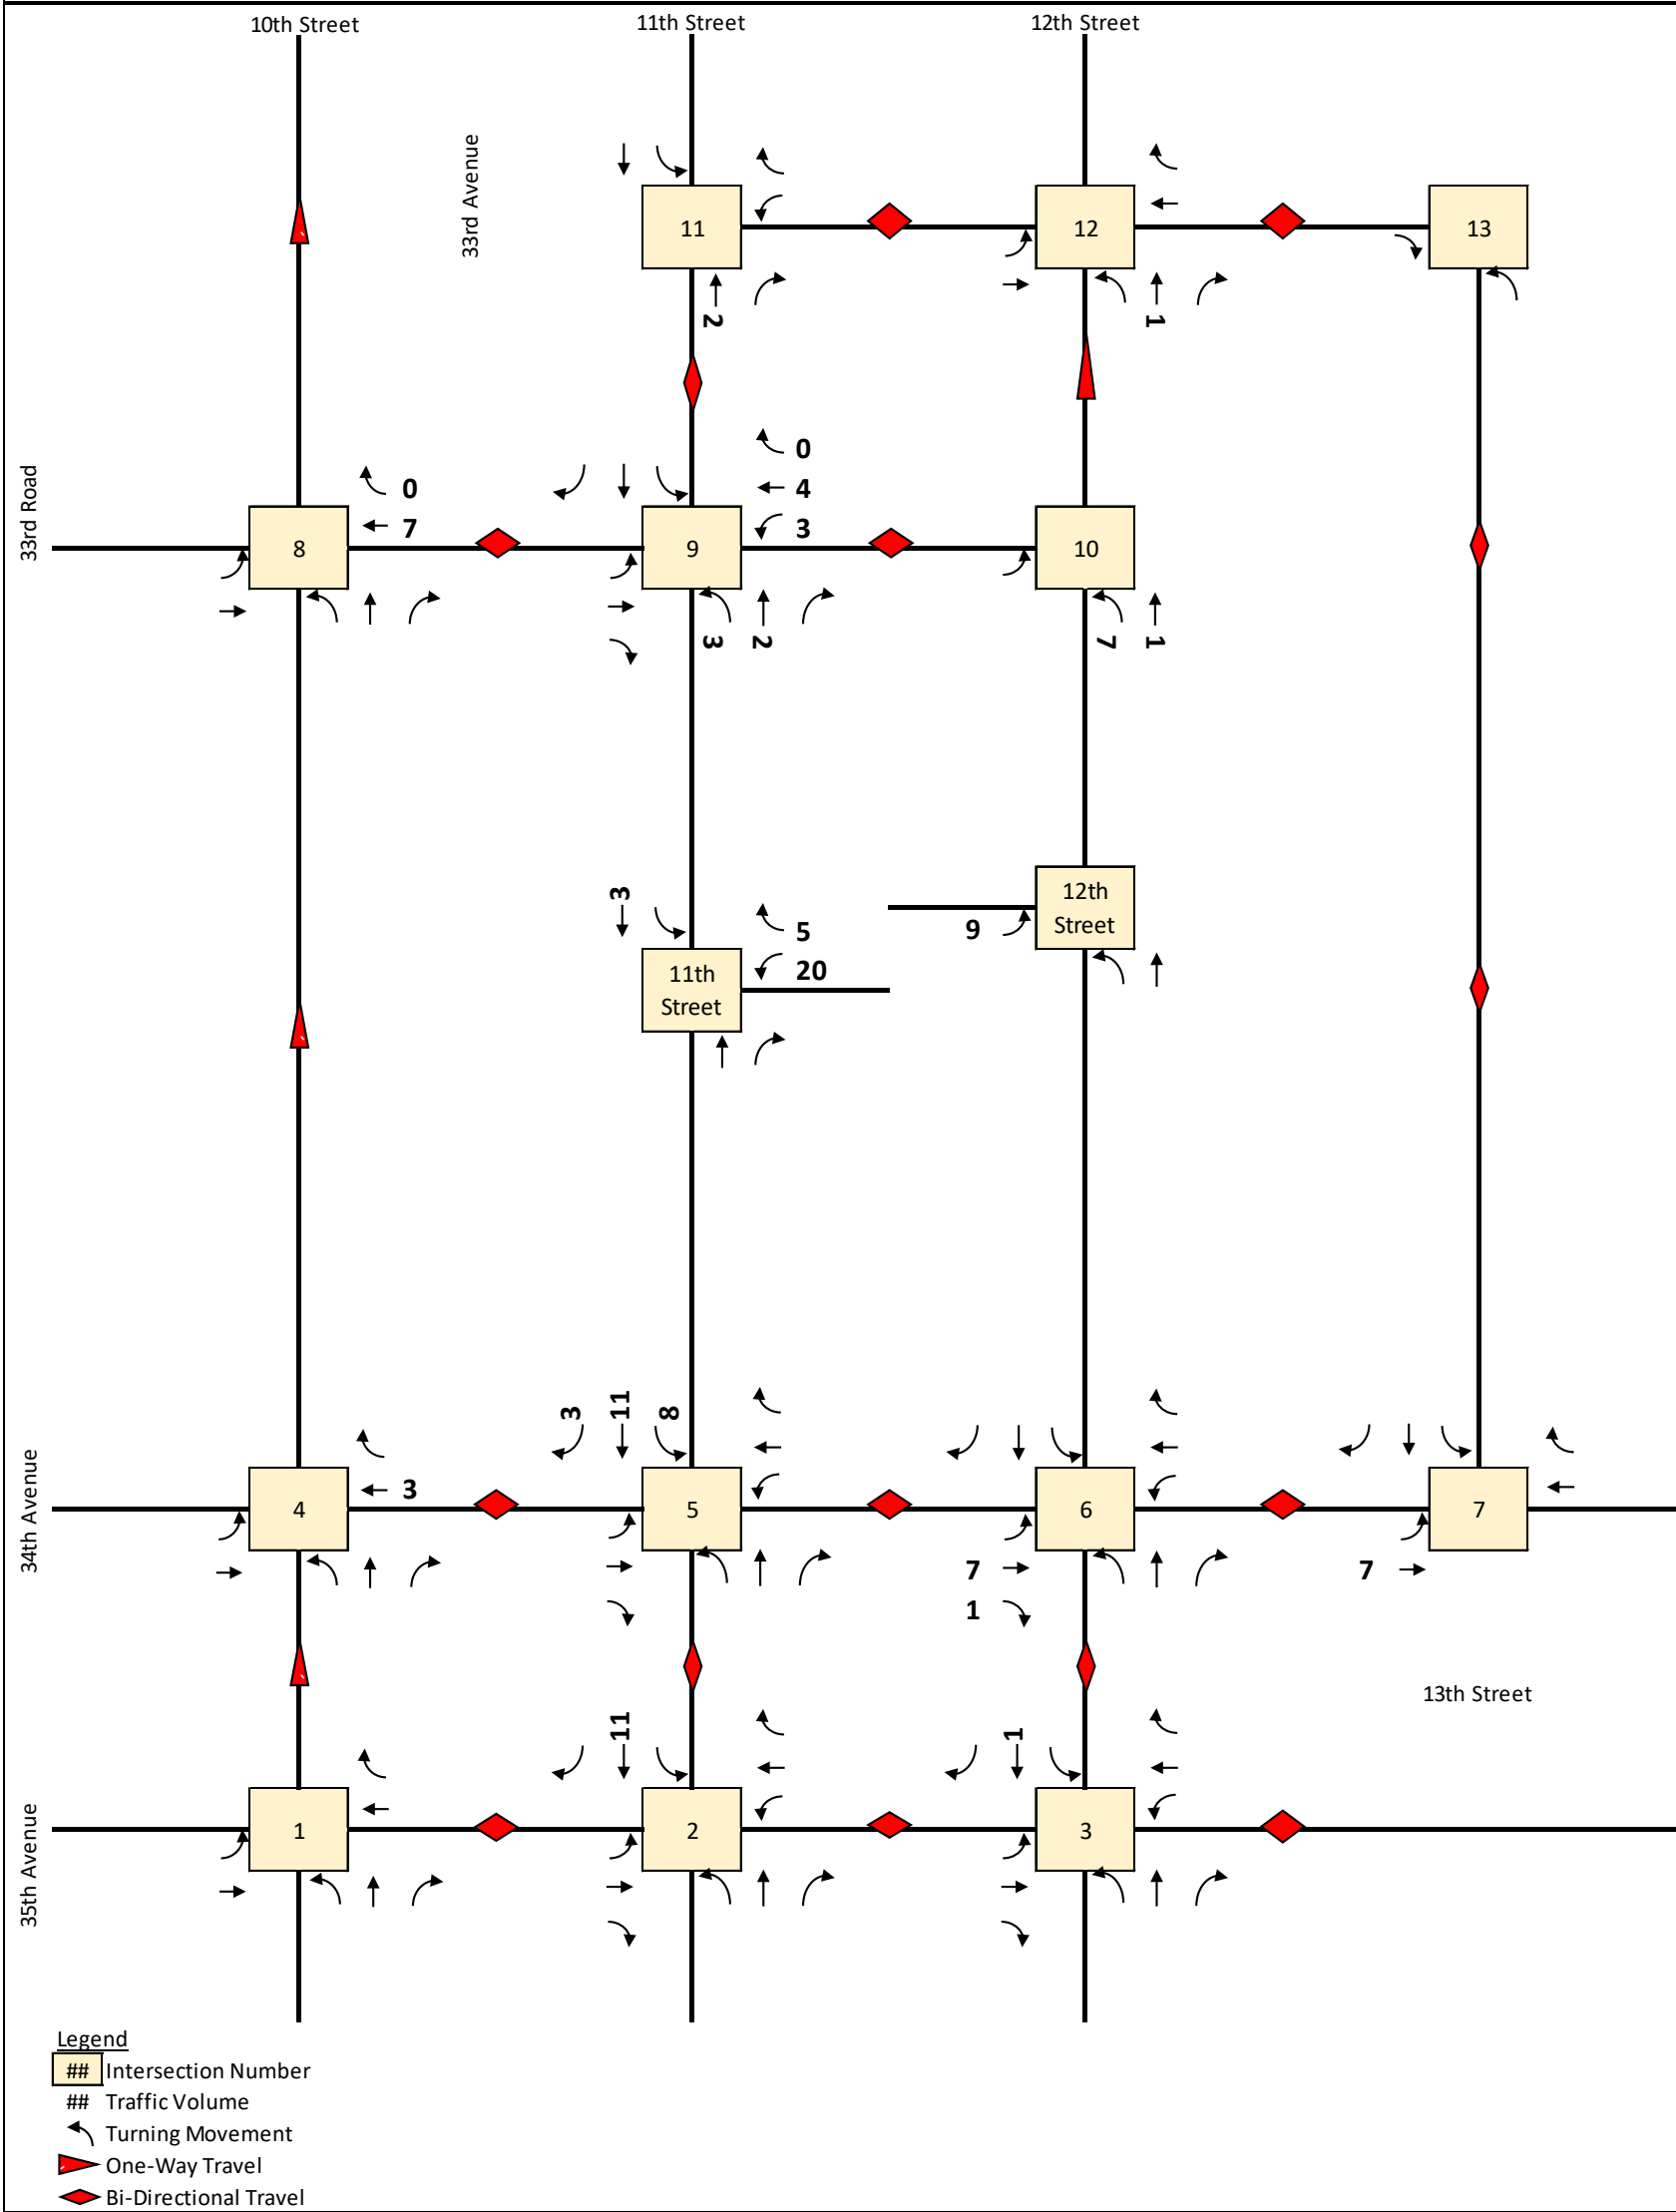 10th Street
11th Street
12th Street
33rd Avenue
11
12
13
2
1
33rd Road
0
7
0
4
3
8
9
10
3
2
7
1
3
5
20
11th
Street
9
12th
Street
34th Avenue
3
3
11
8
4
5
6
7
7
1
7
13th Street
35th Avenue
11
1
1
2
3
Legend
## Intersection Number
## Traffic Volume
Turning Movement
One-Way Travel
Bi-Directional Travel